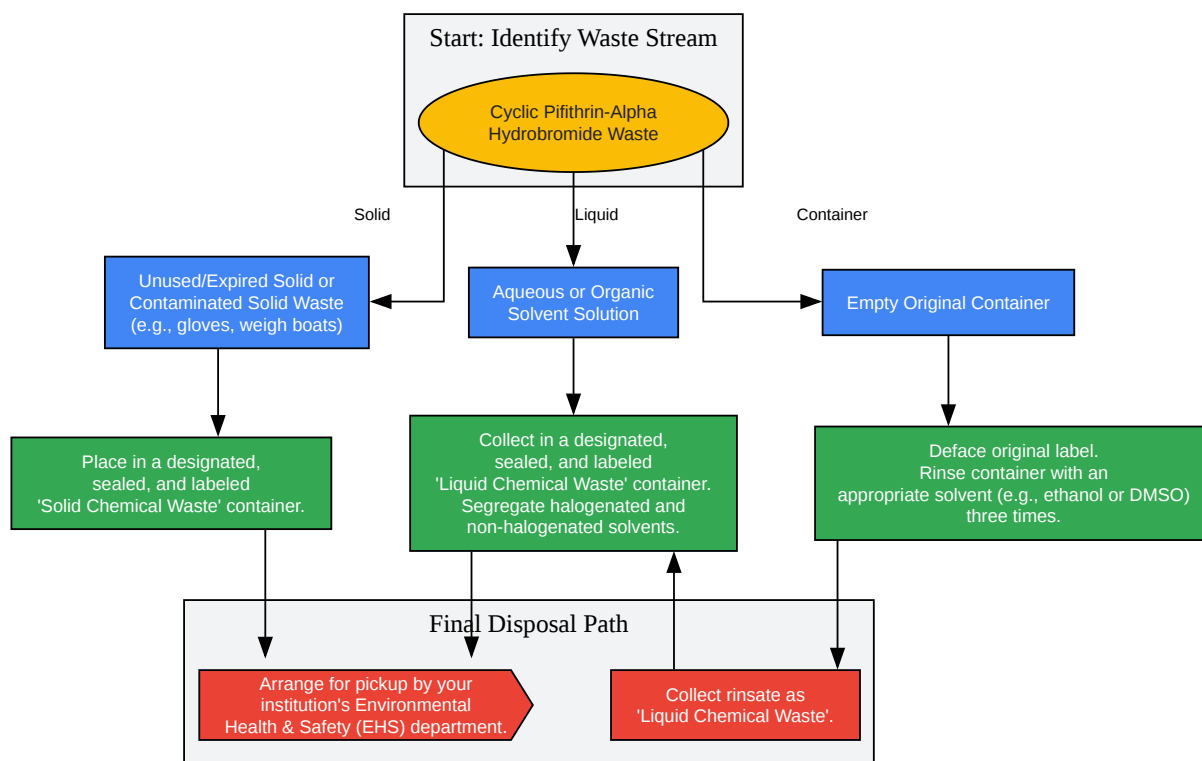 Start: Identify Waste Stream
Cyclic Pifithrin-Alpha
Hydrobromide Waste
Solid
Liquid
Container
Unused/Expired Solid or
Contaminated Solid Waste
(e.g., gloves, weigh boats)
Aqueous or Organic
Solvent Solution
Empty Original Container
Place in a designated,
sealed, and labeled
'Solid Chemical Waste' container.
Collect in a designated,
sealed, and labeled
'Liquid Chemical Waste' container.
Segregate halogenated and
non-halogenated solvents.
Deface original label.
Rinse container with an
appropriate solvent (e.g., ethanol or DMSO)
three times.
Final Disposal Path
Arrange for pickup by your
institution's Environmental
Health & Safety (EHS) department.
Collect rinsate as
'Liquid Chemical Waste'.